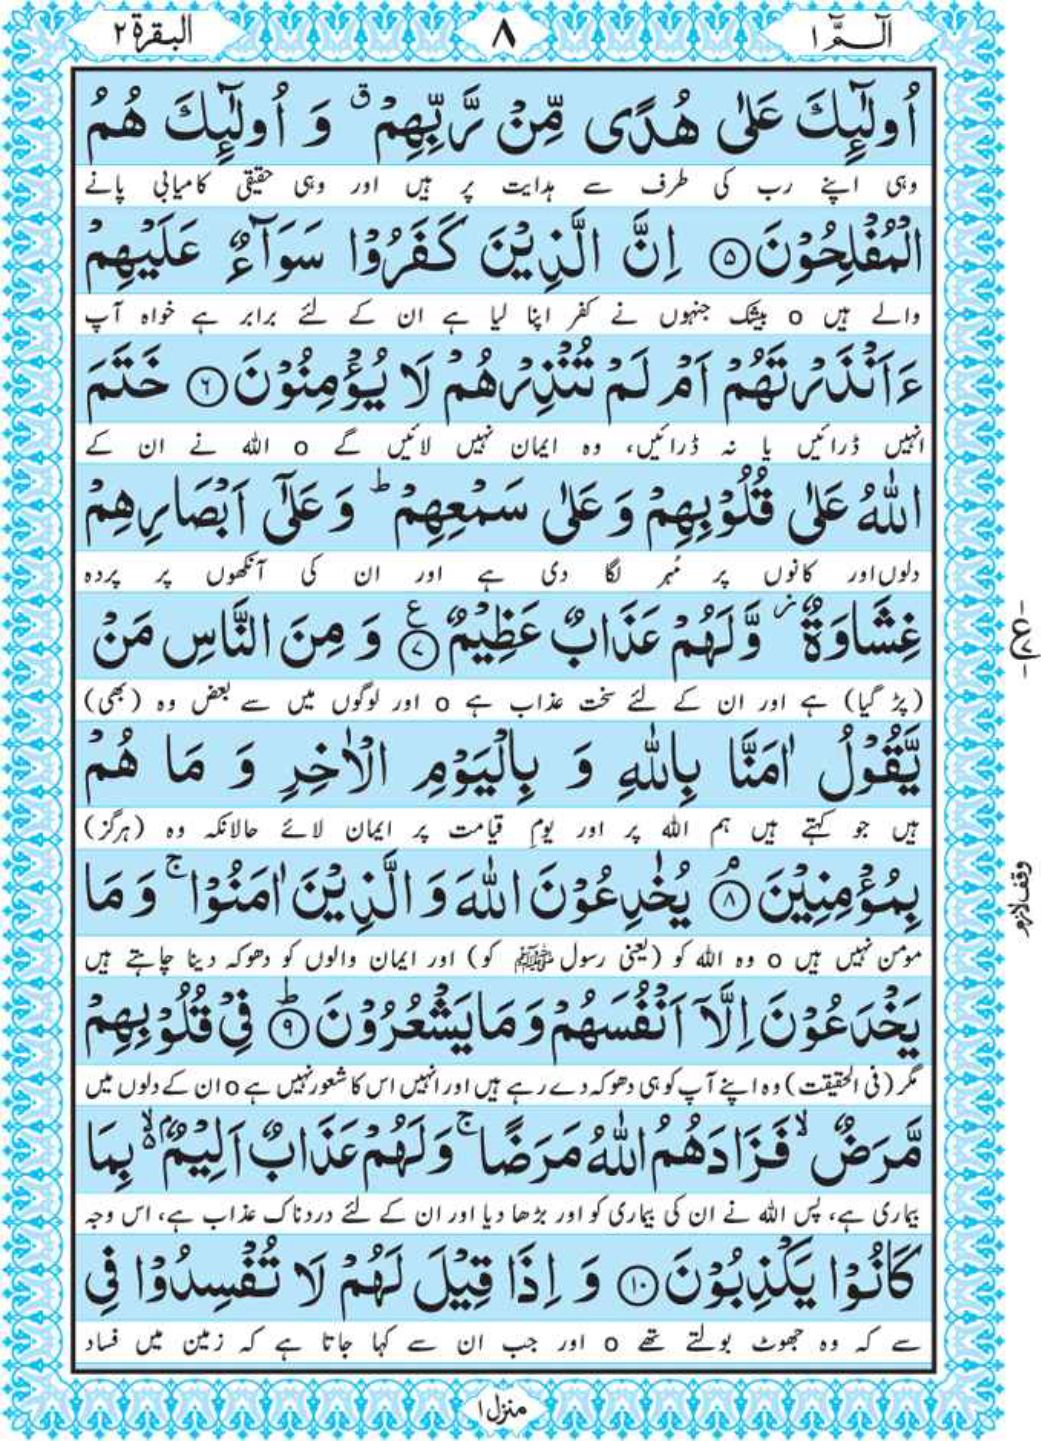 الٓمّٓ ۱
۸
البقرة ۲
اُولٰٓئِكَ عَلٰی هُدًی مِّنْ رَّبِّهِمْ ۗ وَ اُولٰٓئِكَ هُمُ
وہی اپنے رب کی طرف سے ہدایت پر ہیں اور وہی حقیقی کامیابی پانے
الْمُفْلِحُوْنَ ۵ اِنَّ الَّذِیْنَ كَفَرُوْا سَوَآءٌ عَلَیْهِمْ
والے ہیں o بیشک جنہوں نے کفر اپنا لیا ہے ان کے لئے برابر ہے خواہ آپ
ءَاَنْذَرْتَهُمْ اَمْ لَمْ تُنْذِرْهُمْ لَا یُؤْمِنُوْنَ ۶ خَتَمَ
انہیں ڈرائیں یا نہ ڈرائیں، وہ ایمان نہیں لائیں گے o اللہ نے ان کے
اللّٰهُ عَلٰی قُلُوْبِهِمْ وَ عَلٰی سَمْعِهِمْ ؕ وَ عَلٰۤی اَبْصَارِهِمْ
دلوں اور کانوں پر مُہر لگا دی ہے اور ان کی آنکھوں پر پردہ
غِشَاوَةٌ ؗ وَّ لَهُمْ عَذَابٌ عَظِیْمٌ ۷ ع وَ مِنَ النَّاسِ مَنْ
ع
۷
(پڑ گیا) ہے اور ان کے لئے سخت عذاب ہے o اور لوگوں میں سے بعض وہ (بھی)
یَّقُوْلُ اٰمَنَّا بِاللّٰهِ وَ بِالْیَوْمِ الْاٰخِرِ وَ مَا هُمْ
ہیں جو کہتے ہیں ہم اللہ پر اور یومِ قیامت پر ایمان لائے حالانکہ وہ (ہرگز)
بِمُؤْمِنِیْنَ ۘ ۸ یُخٰدِعُوْنَ اللّٰهَ وَ الَّذِیْنَ اٰمَنُوْا ۚ وَ مَا
وقف لازم
مومن نہیں ہیں o وہ اللہ کو (یعنی رسول ﷺ کو) اور ایمان والوں کو دھوکہ دینا چاہتے ہیں
یَخْدَعُوْنَ اِلَّاۤ اَنْفُسَهُمْ وَ مَا یَشْعُرُوْنَ ؕ ۹ فِیْ قُلُوْبِهِمْ
مگر (فی الحقیقت) وہ اپنے آپ کو ہی دھوکہ دے رہے ہیں اور انہیں اس کا شعور نہیں ہے o ان کے دلوں میں
مَّرَضٌ ۙ فَزَادَهُمُ اللّٰهُ مَرَضًا ۚ وَ لَهُمْ عَذَابٌ اَلِیْمٌۢ ۙ۬ بِمَا
بیماری ہے، پس اللہ نے ان کی بیماری کو اور بڑھا دیا اور ان کے لئے دردناک عذاب ہے، اس وجہ
كَانُوْا یَكْذِبُوْنَ ۱۰ وَ اِذَا قِیْلَ لَهُمْ لَا تُفْسِدُوْا فِی
سے کہ وہ جھوٹ بولتے تھے o اور جب ان سے کہا جاتا ہے کہ زمین میں فساد
منزل ۱